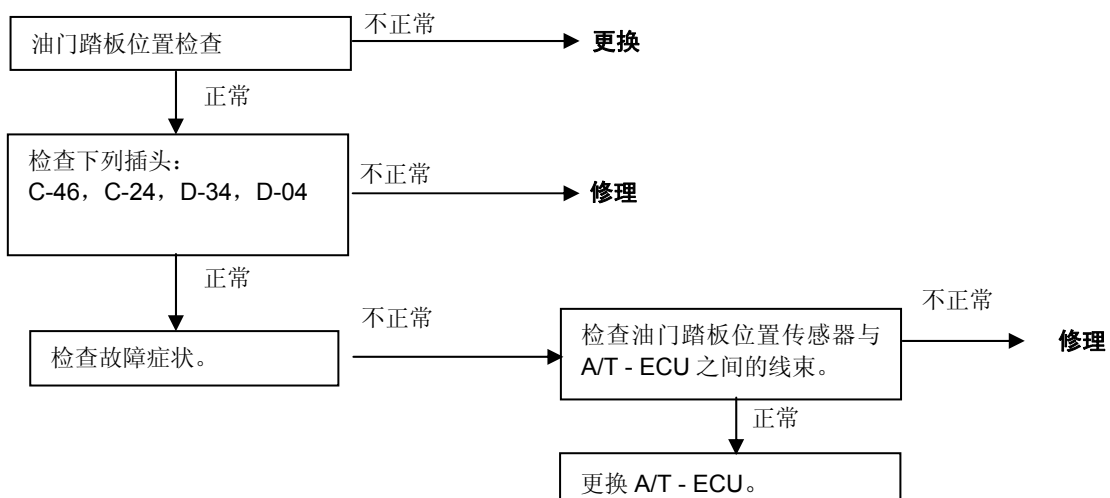 油门踏板位置检查
不正常
更换
正常
检查下列插头：
C-46，C-24，D-34，D-04
不正常
修理
正常
检查故障症状。
不正常
检查油门踏板位置传感器与
A/T - ECU 之间的线束。
不正常
修理
正常
更换 A/T - ECU。